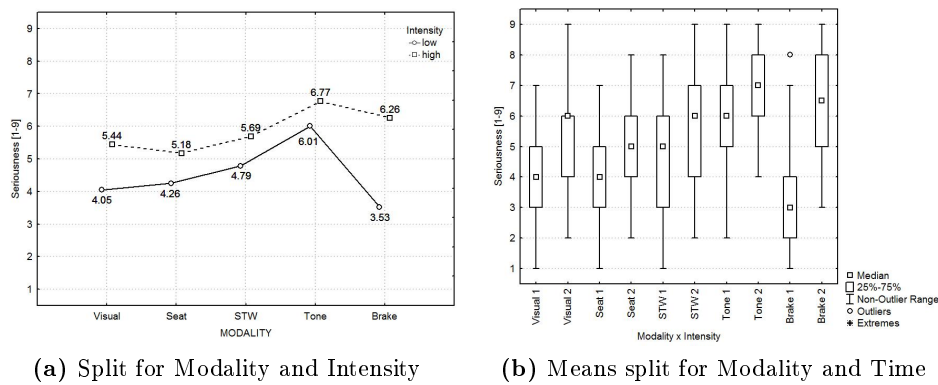 Intensity
low
high
Seriousness [1-9]
9
8
7
6
5
4
3
2
1
5.44
5.18
5.69
6.77
6.26
4.05
4.26
4.79
6.01
3.53
Visual
Seat
STW
Tone
Brake
MODALITY
(a) Split for Modality and Intensity
Seriousness [1-9]
9
8
7
6
5
4
3
2
1
Visual 1
Visual 2
Seat 1
Seat 2
STW 1
STW 2
Tone 1
Tone 2
Brake 1
Brake 2
Modality x Intensity
Median
25%-75%
Non-Outlier Range
Outliers
Extremes
(b) Means split for Modality and Time